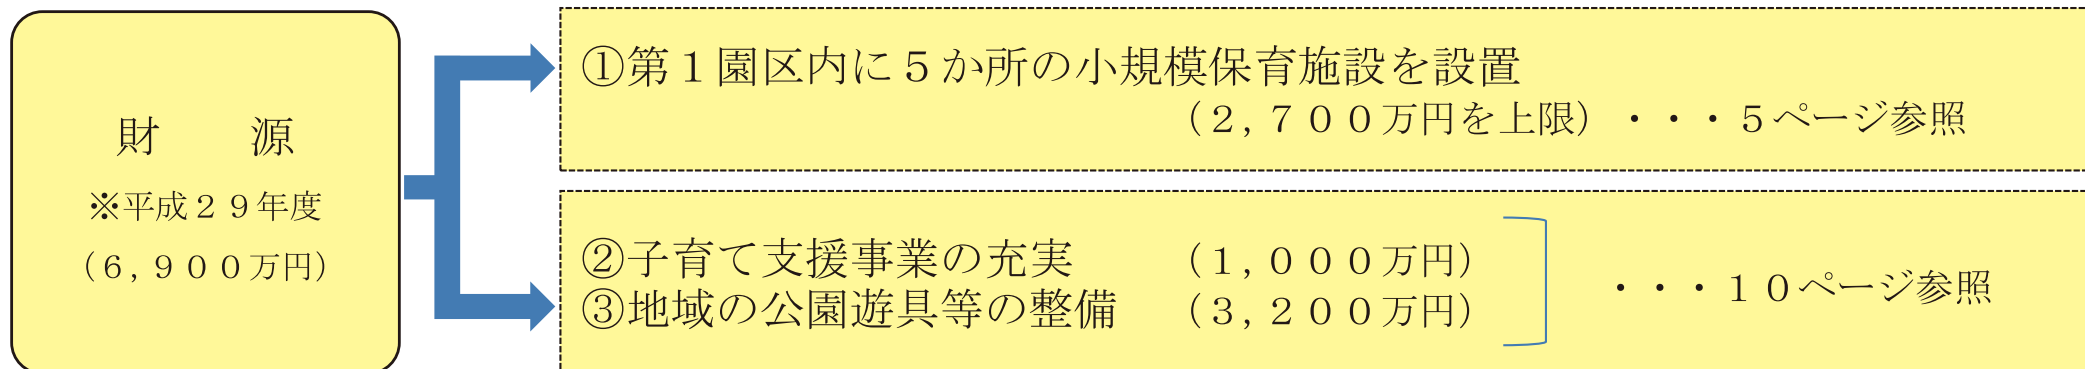 財　　源
※平成２９年度
（６,９００万円）
①第１園区内に５か所の小規模保育施設を設置
（２,７００万円を上限）・・・５ページ参照
②子育て支援事業の充実　　（１,０００万円）
③地域の公園遊具等の整備　（３,２００万円）
・・・１０ページ参照